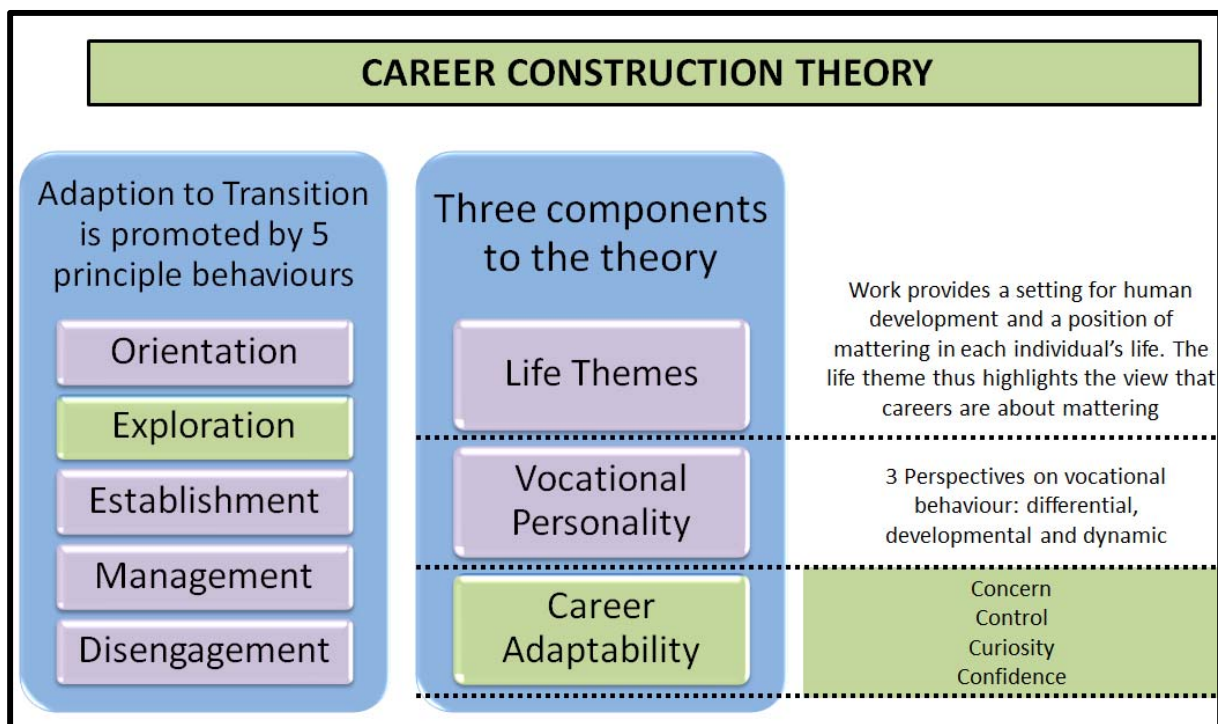 CAREER CONSTRUCTION THEORY
Adaption to Transition
is promoted by 5
principle behaviours
Orientation
Exploration
Establishment
Management
Disengagement
Three components
to the theory
Life Themes
Work provides a setting for human
development and a position of
mattering in each individual's life. The
life theme thus highlights the view that
careers are about mattering
Vocational
Personality
3 Perspectives on vocational
behaviour: differential,
developmental and dynamic
Career
Adaptability
Concern
Control
Curiosity
Confidence